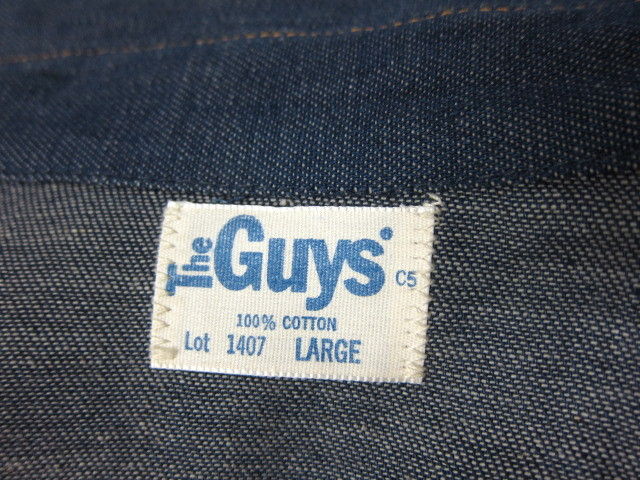 The Guys® C5
100% COTTON
Lot 1407 LARGE